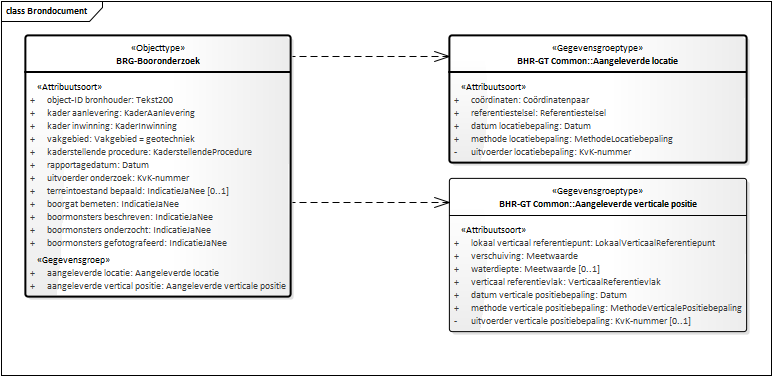 class Brondocument
«Objecttype»
BRG-Booronderzoek
«Attribuutsoort»
+ object-ID bronhouder: Tekst200
+ kader aanlevering: KaderAanlevering
+ kader inwinning: KaderInwinning
+ vakgebied: Vakgebied = geotechniek
+ kaderstellende procedure: KaderstellendeProcedure
+ rapportagedatum: Datum
+ uitvoerder onderzoek: KvK-nummer
+ terreintoestand bepaald: IndicatieJaNee [0..1]
+ boorgat bemeten: IndicatieJaNee
+ boormonsters beschreven: IndicatieJaNee
+ boormonsters onderzocht: IndicatieJaNee
+ boormonsters gefotografeerd: IndicatieJaNee
«Gegevensgroep»
+ aangeleverde locatie: Aangeleverde locatie
+ aangeleverde vertical positie: Aangeleverde verticale positie
«Gegevensgroeptype»
BHR-GT Common::Aangeleverde locatie
«Attribuutsoort»
+ coördinaten: Coördinatenpaar
+ referentiestelsel: Referentiestelsel
+ datum locatiebepaling: Datum
+ methode locatiebepaling: MethodeLocatiebepaling
- uitvoerder locatiebepaling: KvK-nummer
«Gegevensgroeptype»
BHR-GT Common::Aangeleverde verticale positie
«Attribuutsoort»
+ lokaal verticaal referentiepunt: LokaalVerticaalReferentiepunt
+ verschuiving: Meetwaarde
+ waterdiepte: Meetwaarde [0..1]
+ verticaal referentievlak: VerticaalReferentievlak
+ datum verticale positiebepaling: Datum
+ methode verticale positiebepaling: MethodeVerticalePositiebepaling
- uitvoerder verticale positiebepaling: KvK-nummer [0..1]